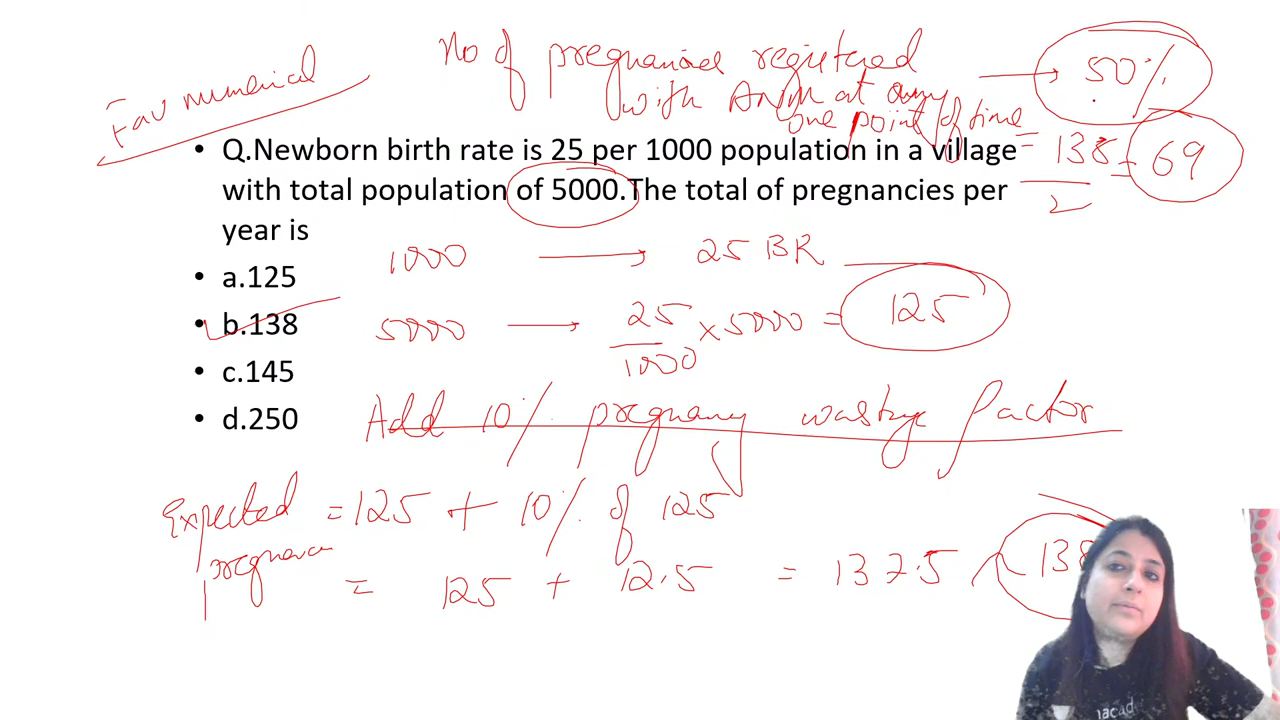 Fav numerical
No of pregnancies registered
with ANM at any
one point of time
50%
= 138 = 69
2
• Q.Newborn birth rate is 25 per 1000 population in a village
with total population of 5000.The total of pregnancies per
year is
• a.125
• b.138
• c.145
• d.250
1000 → 25 BR
5000 → 25 x 5000 = 125
1000
Add 10% pregnancy wastage factor
Expected = 125 + 10% of 125
= 125 + 12.5 = 137.5 ~ 138
acad